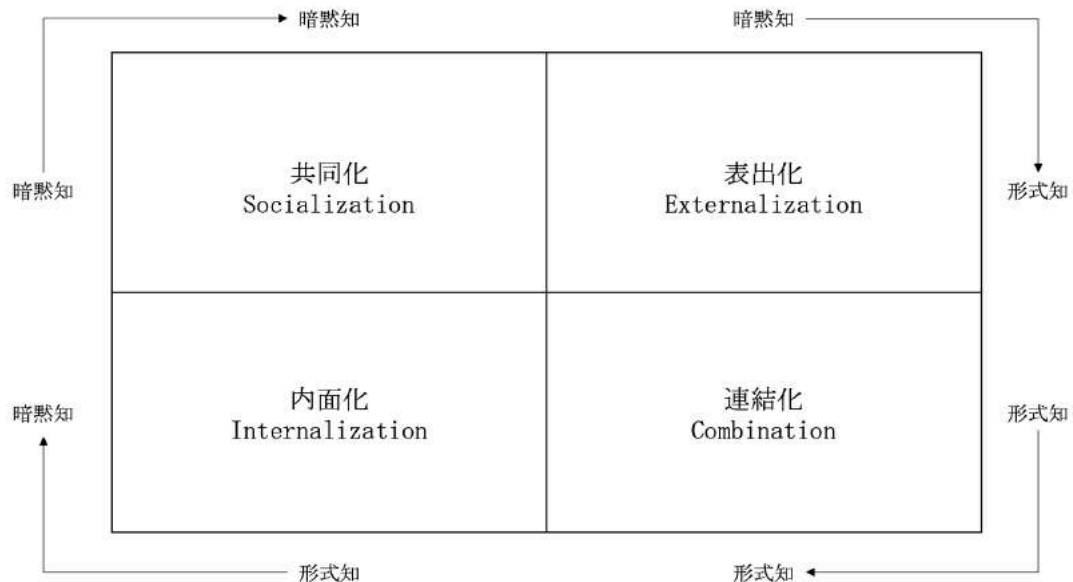 暗黙知
暗黙知
暗黙知
共同化
Socialization
表出化
Externalization
形式知
暗黙知
内面化
Internalization
連結化
Combination
形式知
形式知
形式知